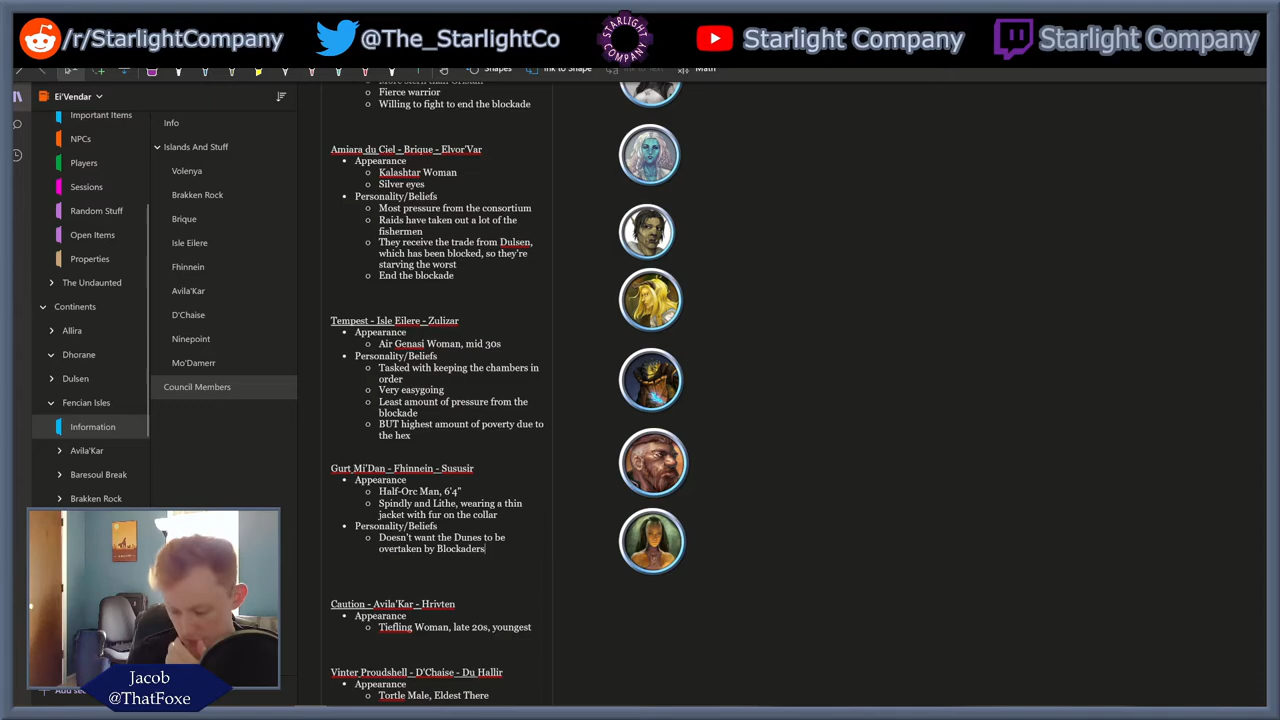 /r/StarlightCompany
@The_StarlightCo
STARLIGHT
COMPANY
Starlight Company
Starlight Company
Shapes
Ink to Shape
Math
Ei'Vendar
Important Items
NPCs
Players
Sessions
Random Stuff
Open Items
Properties
The Undaunted
Continents
Allira
Dhorane
Dulsen
Fencian Isles
Information
Avila'Kar
Baresoul Break
Brakken Rock
Info
Islands And Stuff
Volenya
Brakken Rock
Brique
Isle Eilere
Fhinnein
Avila'Kar
D'Chaise
Ninepoint
Mo'Damerr
Council Members
Fierce warrior
Willing to fight to end the blockade
Amiara du Ciel - Brique - Elvor'Var
Appearance
Kalashtar Woman
Silver eyes
Personality/Beliefs
Most pressure from the consortium
Raids have taken out a lot of the
fishermen
They receive the trade from Dulsen,
which has been blocked, so they're
starving the worst
End the blockade
Tempest - Isle Eilere - Zulizar
Appearance
Air Genasi Woman, mid 30s
Personality/Beliefs
Tasked with keeping the chambers in
order
Very easygoing
Least amount of pressure from the
blockade
BUT highest amount of poverty due to
the hex
Gurt Mi'Dan - Fhinnein - Sususir
Appearance
Half-Orc Man, 6'4"
Spindly and Lithe, wearing a thin
jacket with fur on the collar
Personality/Beliefs
Doesn't want the Dunes to be
overtaken by Blockaders
Caution - Avila'Kar - Hrivten
Appearance
Tiefling Woman, late 20s, youngest
Vinter Proudshell - D'Chaise - Du Hallir
Appearance
Tortle Male, Eldest There
Jacob
@ThatFoxe